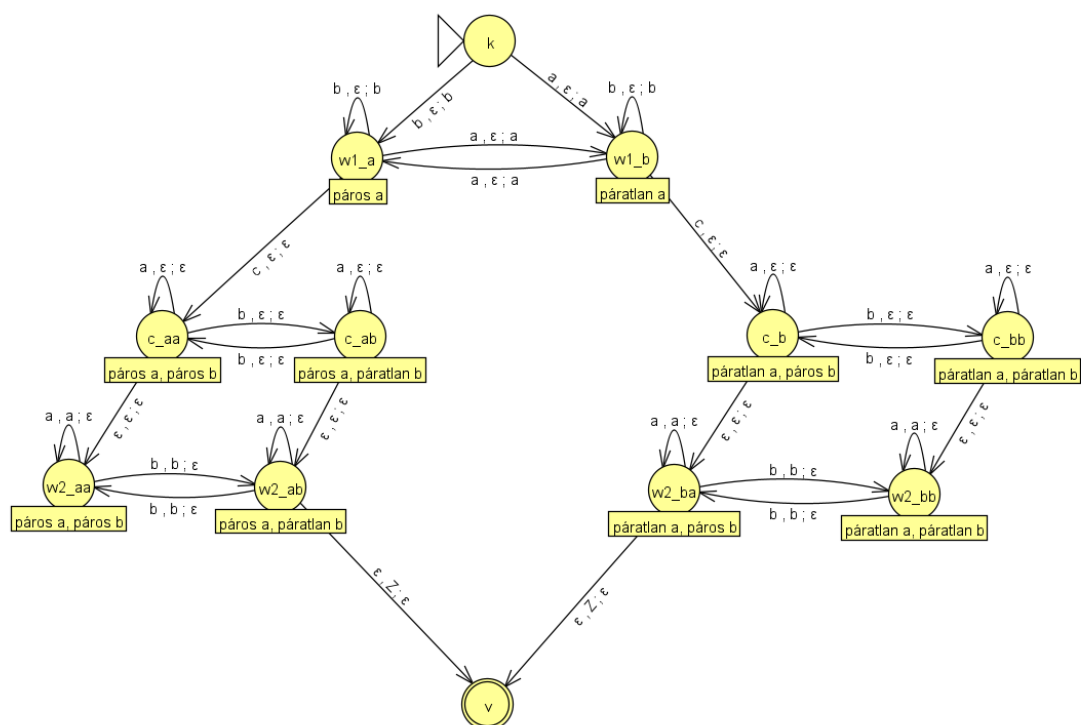 k
b , ε ; b
b , ε ; b
a , ε ; a
b , ε ; b
w1_a
a , ε ; a
w1_b
a , ε ; a
páros a
páratlan a
c , ε ; ε
c , ε ; ε
a , ε ; ε
a , ε ; ε
a , ε ; ε
a , ε ; ε
c_aa
b , ε ; ε
c_ab
c_b
b , ε ; ε
c_bb
b , ε ; ε
b , ε ; ε
páros a, páros b
páros a, páratlan b
páratlan a, páros b
páratlan a, páratlan b
ε , ε ; ε
ε , ε ; ε
ε , ε ; ε
ε , ε ; ε
a , a ; ε
a , a ; ε
a , a ; ε
a , a ; ε
w2_aa
b , b ; ε
w2_ab
w2_ba
b , b ; ε
w2_bb
b , b ; ε
b , b ; ε
páros a, páros b
páros a, páratlan b
páratlan a, páros b
páratlan a, páratlan b
ε , Z ; ε
ε , Z ; ε
v